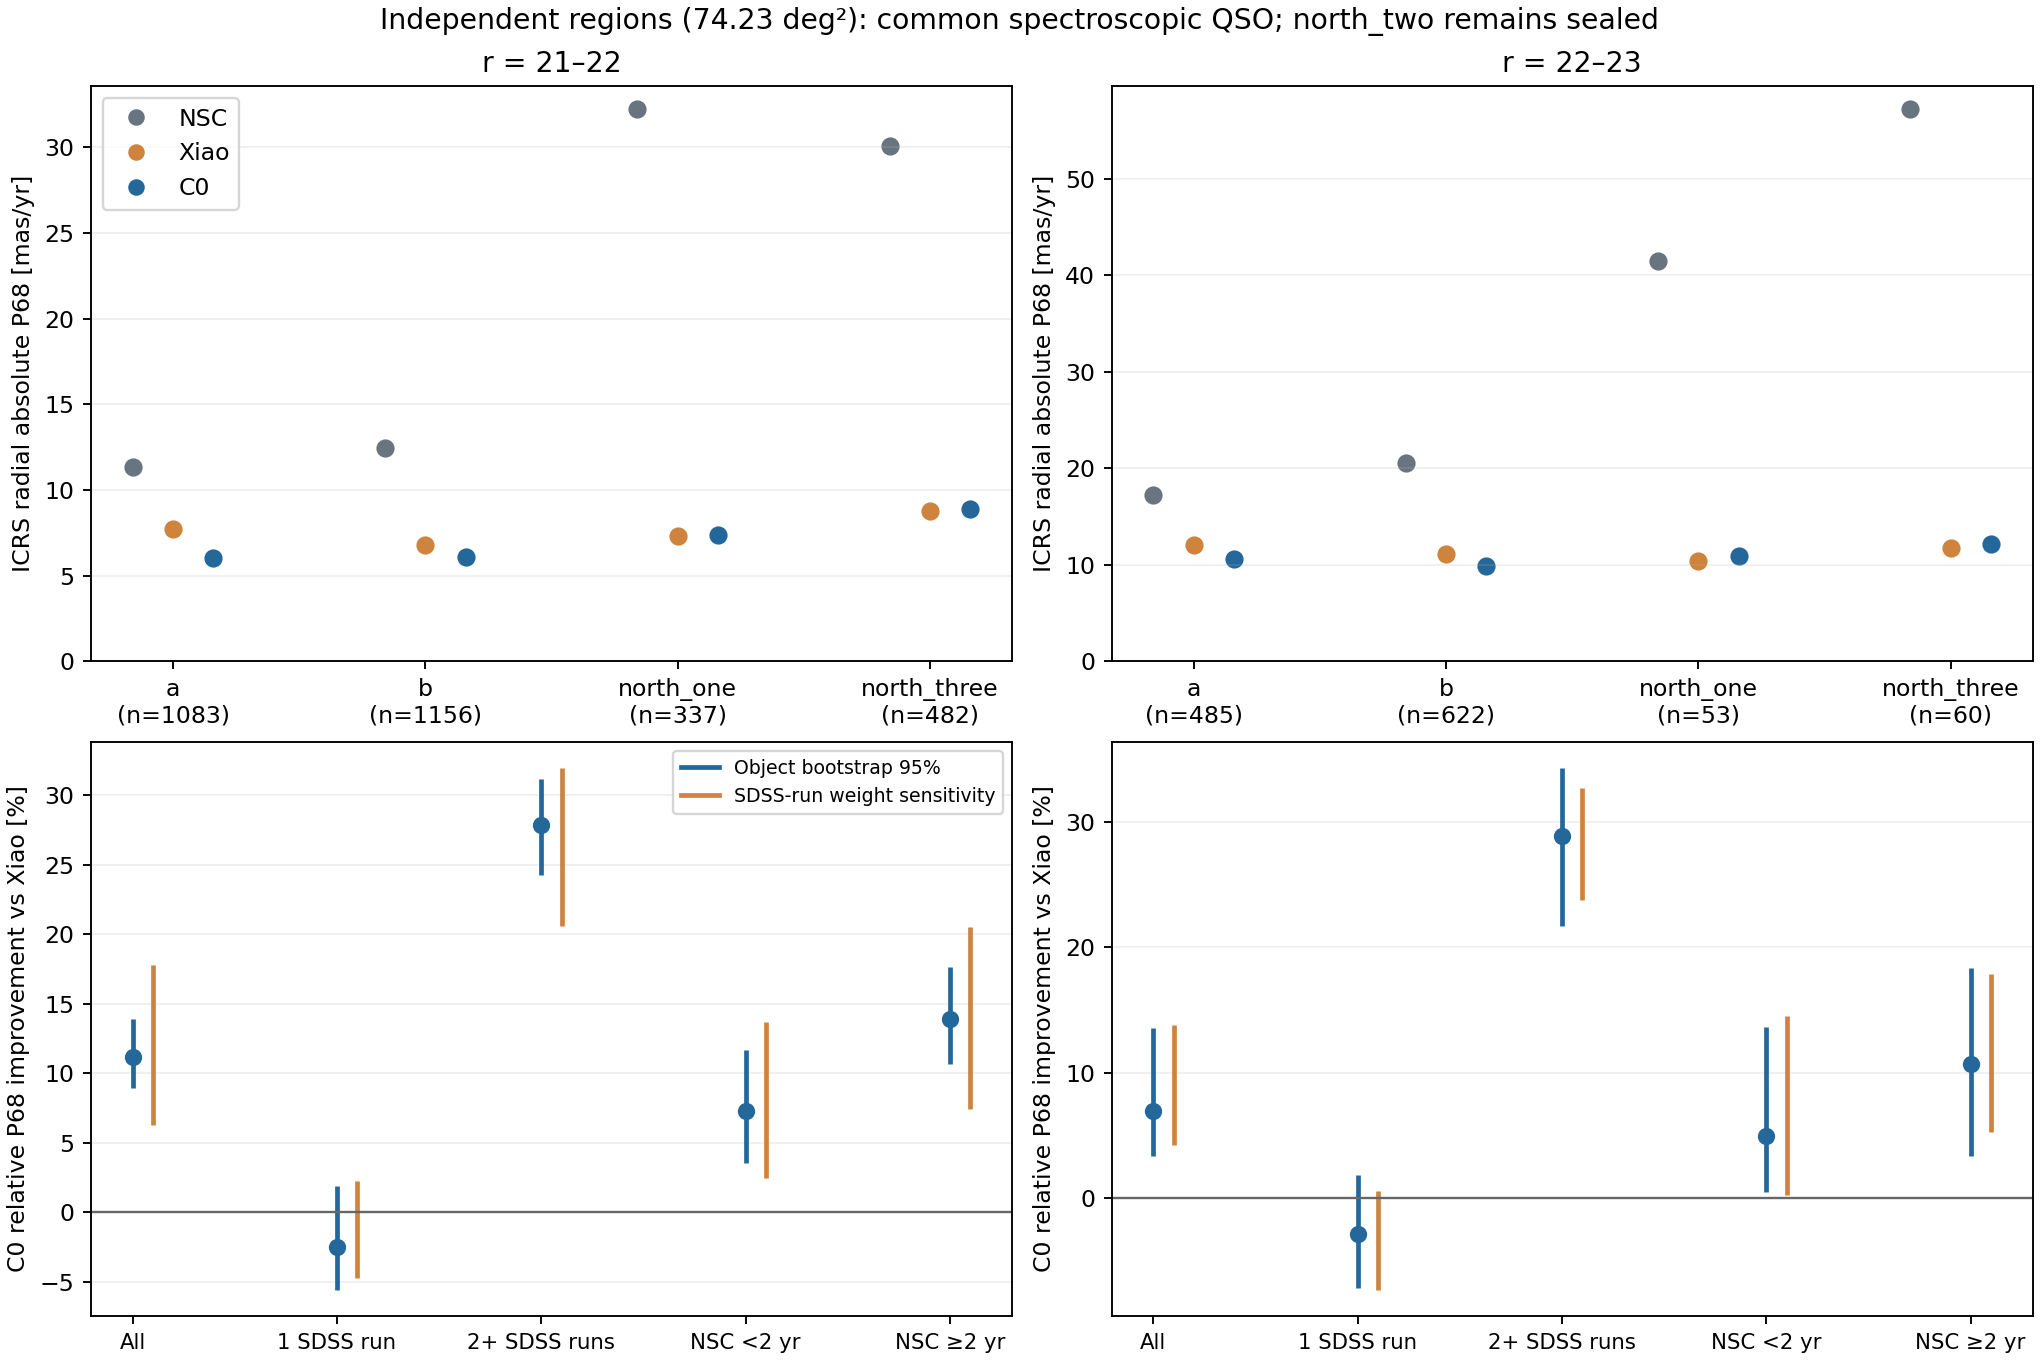 Independent regions (74.23 deg²): common spectroscopic QSO; north_two remains sealed
r = 21–22
ICRS radial absolute P68 [mas/yr]
30
25
20
15
10
5
0
NSC
Xiao
C0
a
(n=1083)
b
(n=1156)
north_one
(n=337)
north_three
(n=482)
r = 22–23
ICRS radial absolute P68 [mas/yr]
50
40
30
20
10
0
a
(n=485)
b
(n=622)
north_one
(n=53)
north_three
(n=60)
C0 relative P68 improvement vs Xiao [%]
30
25
20
15
10
5
0
−5
Object bootstrap 95%
SDSS-run weight sensitivity
All
1 SDSS run
2+ SDSS runs
NSC <2 yr
NSC ≥2 yr
C0 relative P68 improvement vs Xiao [%]
30
20
10
0
All
1 SDSS run
2+ SDSS runs
NSC <2 yr
NSC ≥2 yr